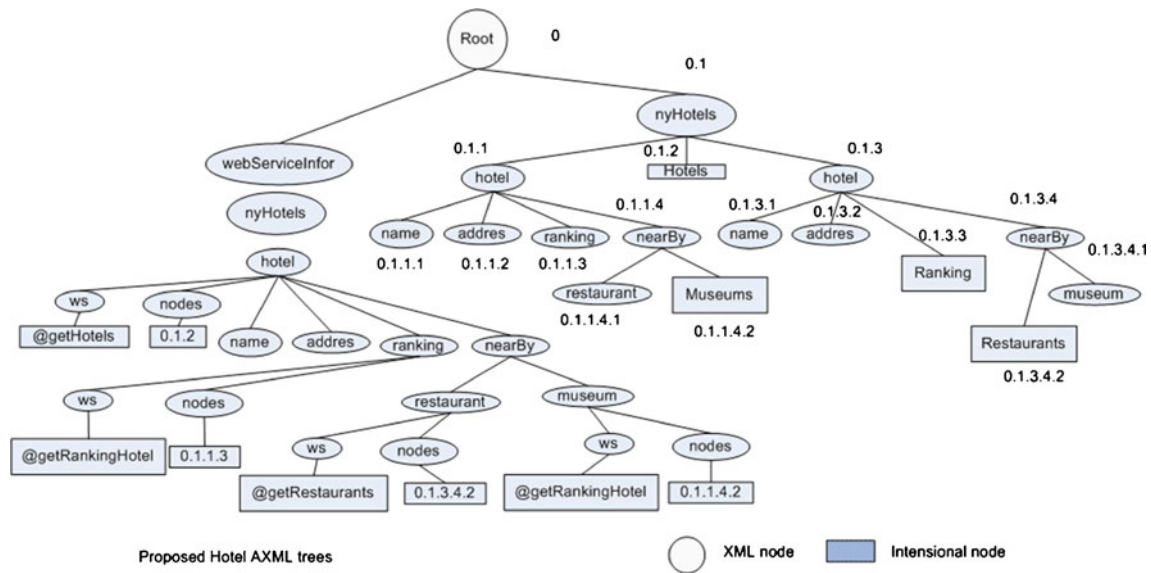 Root 0
0.1
nyHotels
0.1.1 0.1.2 0.1.3
webServiceInfor hotel Hotels hotel
nyHotels 0.1.1.4 0.1.3.1 0.1.3.2 0.1.3.4
name addres ranking nearBy name addres nearBy
0.1.1.1 0.1.1.2 0.1.1.3 0.1.3.3 0.1.3.4.1
hotel Ranking
ws nodes restaurant Museums museum
@getHotels 0.1.2 0.1.1.4.1 0.1.1.4.2
name addres ranking nearBy Restaurants
0.1.3.4.2
ws nodes restaurant museum
@getRankingHotel 0.1.1.3 ws nodes ws nodes
@getRestaurants 0.1.3.4.2 @getRankingHotel 0.1.1.4.2
Proposed Hotel AXML trees XML node Intensional node